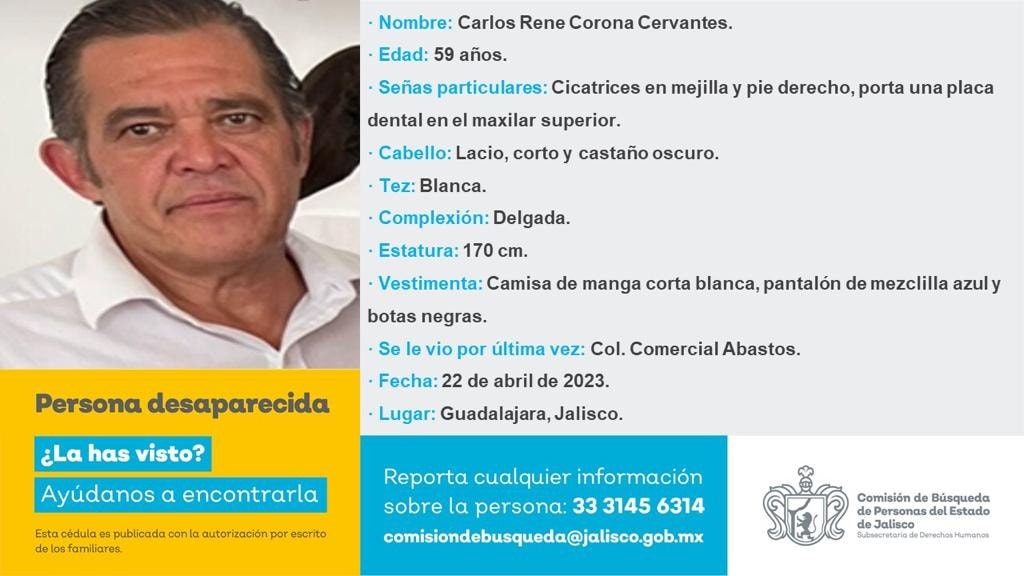 · Nombre: Carlos Rene Corona Cervantes.
· Edad: 59 años.
· Señas particulares: Cicatrices en mejilla y pie derecho, porta una placa
dental en el maxilar superior.
· Cabello: Lacio, corto y castaño oscuro.
· Tez: Blanca.
· Complexión: Delgada.
· Estatura: 170 cm.
· Vestimenta: Camisa de manga corta blanca, pantalón de mezclilla azul y
botas negras.
· Se le vio por última vez: Col. Comercial Abastos.
· Fecha: 22 de abril de 2023.
· Lugar: Guadalajara, Jalisco.
Persona desaparecida
¿La has visto?
Ayúdanos a encontrarla
Esta cédula es publicada con la autorización por escrito
de los familiares.
Reporta cualquier información
sobre la persona: 33 3145 6314
comisiondebusqueda@jalisco.gob.mx
Comisión de Búsqueda
de Personas del Estado
de Jalisco
Subsecretaría de Derechos Humanos